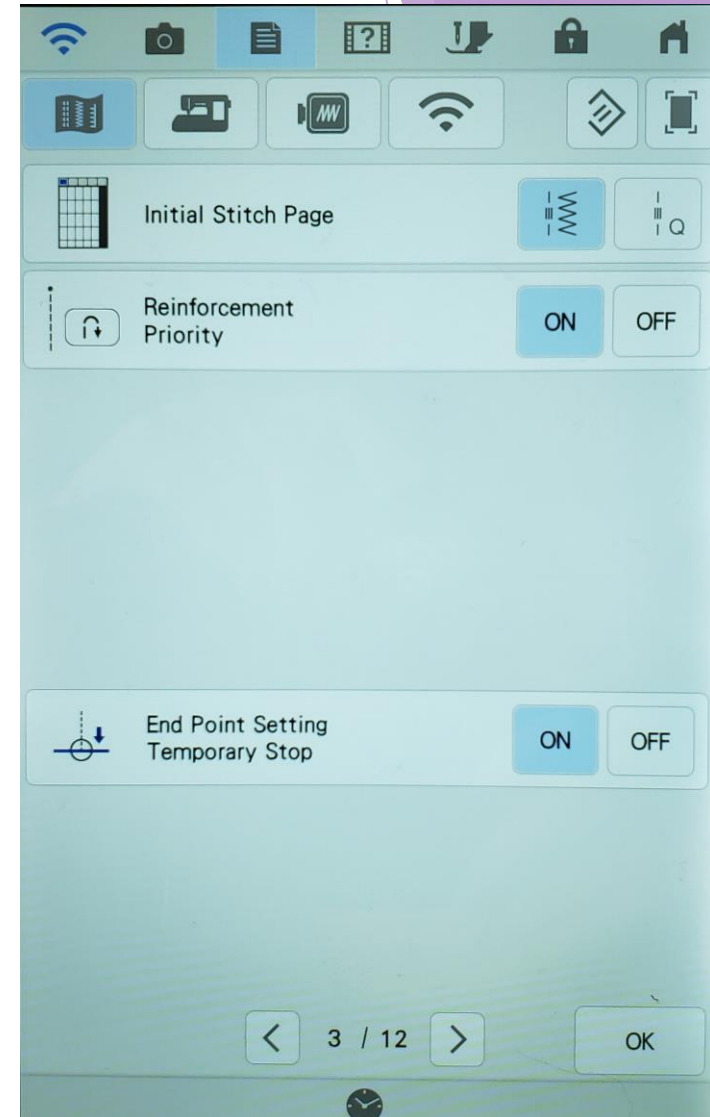 Initial Stitch Page
Q
Reinforcement
Priority
ON OFF
End Point Setting
Temporary Stop
ON OFF
3 / 12
OK